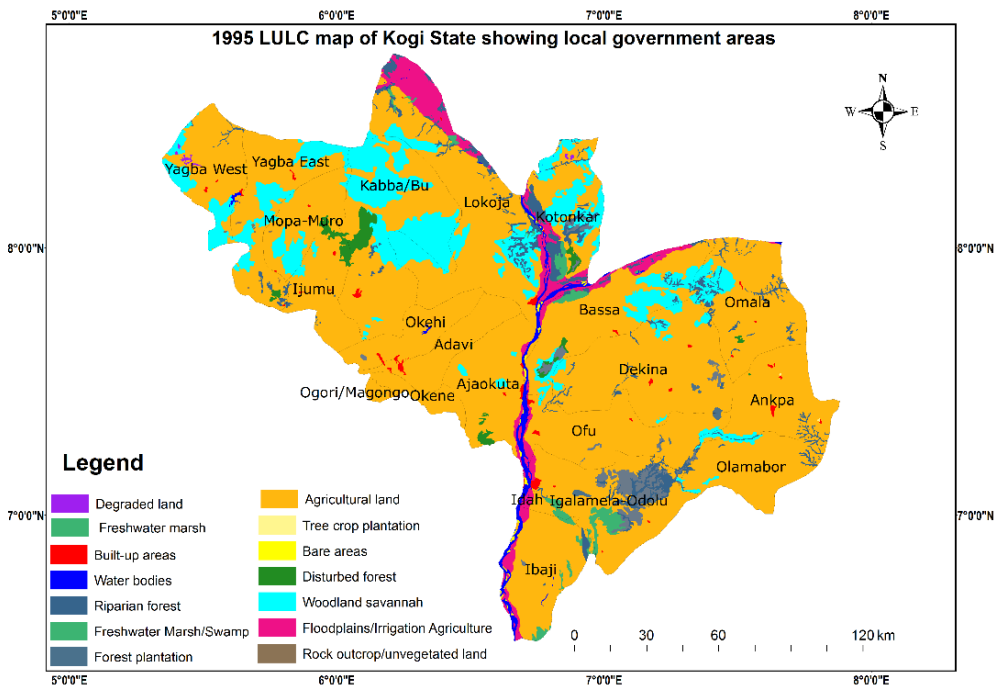 5°0'0"E 6°0'0"E 7°0'0"E 8°0'0"E
1995 LULC map of Kogi State showing local government areas
N
W E
S
Yagba West
Yagba East
Kabba/Bu
Lokoja
Kotonkar
Mopa-Muro
8°0'0"N 8°0'0"N
Ijumu
Bassa
Omala
Okehi
Adavi
Dekina
Ajaokuta
Ogori/Magongo
Okene
Ankpa
Ofu
Olamabor
Idah
Igalamela-Odolu
7°0'0"N 7°0'0"N
Ibaji
Legend
Degraded land
Freshwater marsh
Built-up areas
Water bodies
Riparian forest
Freshwater Marsh/Swamp
Forest plantation
Agricultural land
Tree crop plantation
Bare areas
Disturbed forest
Woodland savannah
Floodplains/Irrigation Agriculture
Rock outcrop/unvegetated land
0 30 60 120 km
5°0'0"E 6°0'0"E 7°0'0"E 8°0'0"E